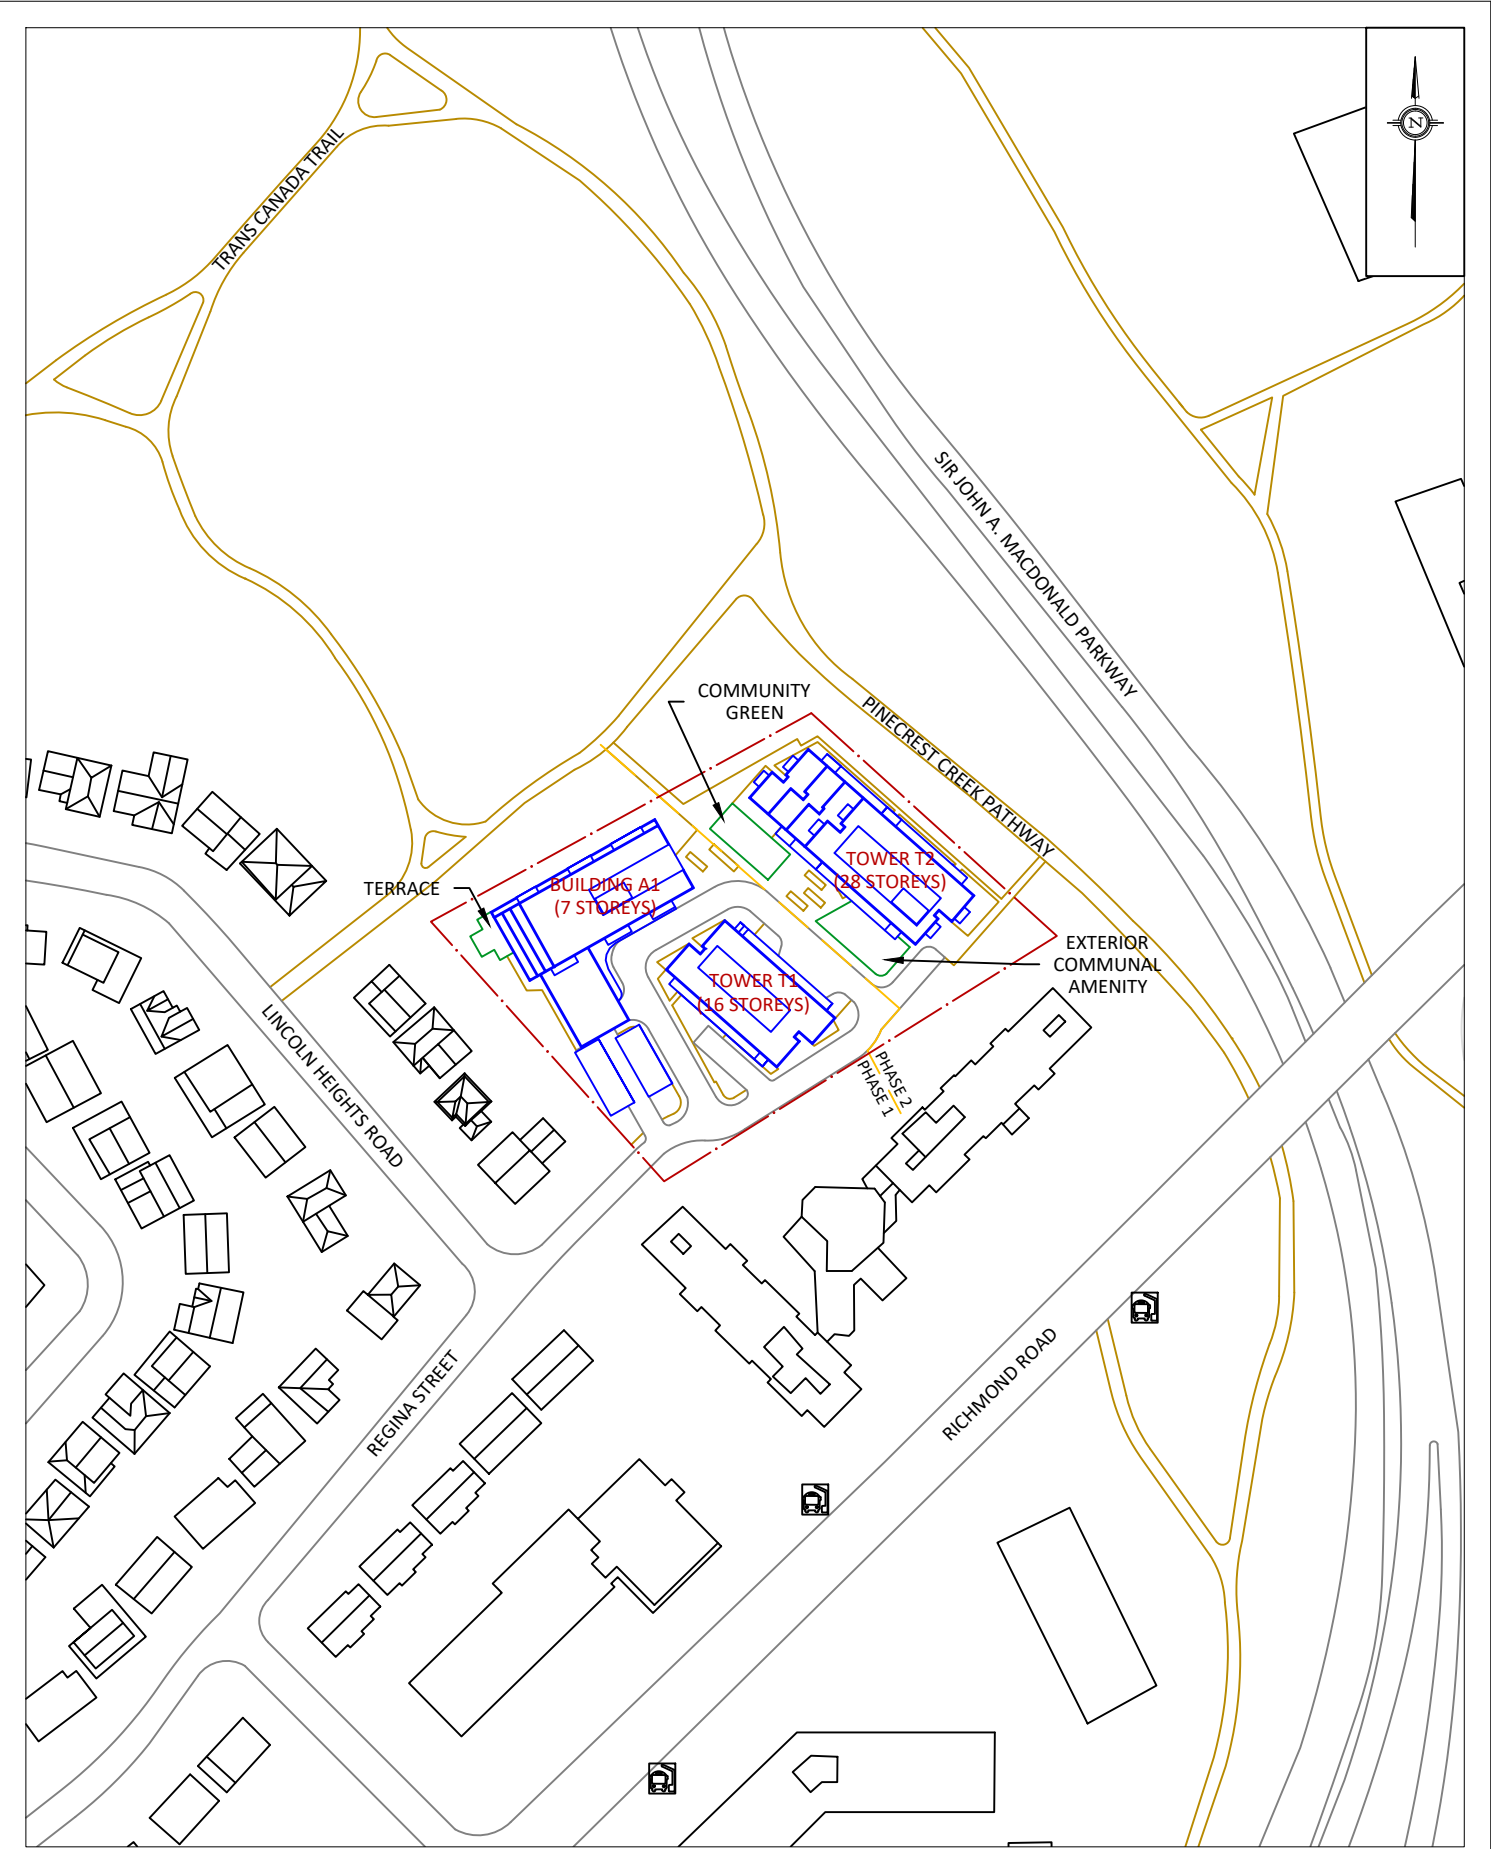 N
TRANS CANADA TRAIL
SIR JOHN A. MACDONALD PARKWAY
COMMUNITY
GREEN
PINECREST CREEK PATHWAY
TERRACE
BUILDING A1
(7 STOREYS)
TOWER T2
(28 STOREYS)
TOWER T1
(16 STOREYS)
EXTERIOR
COMMUNAL
AMENITY
LINCOLN HEIGHTS ROAD
PHASE 2
PHASE 1
REGINA STREET
RICHMOND ROAD